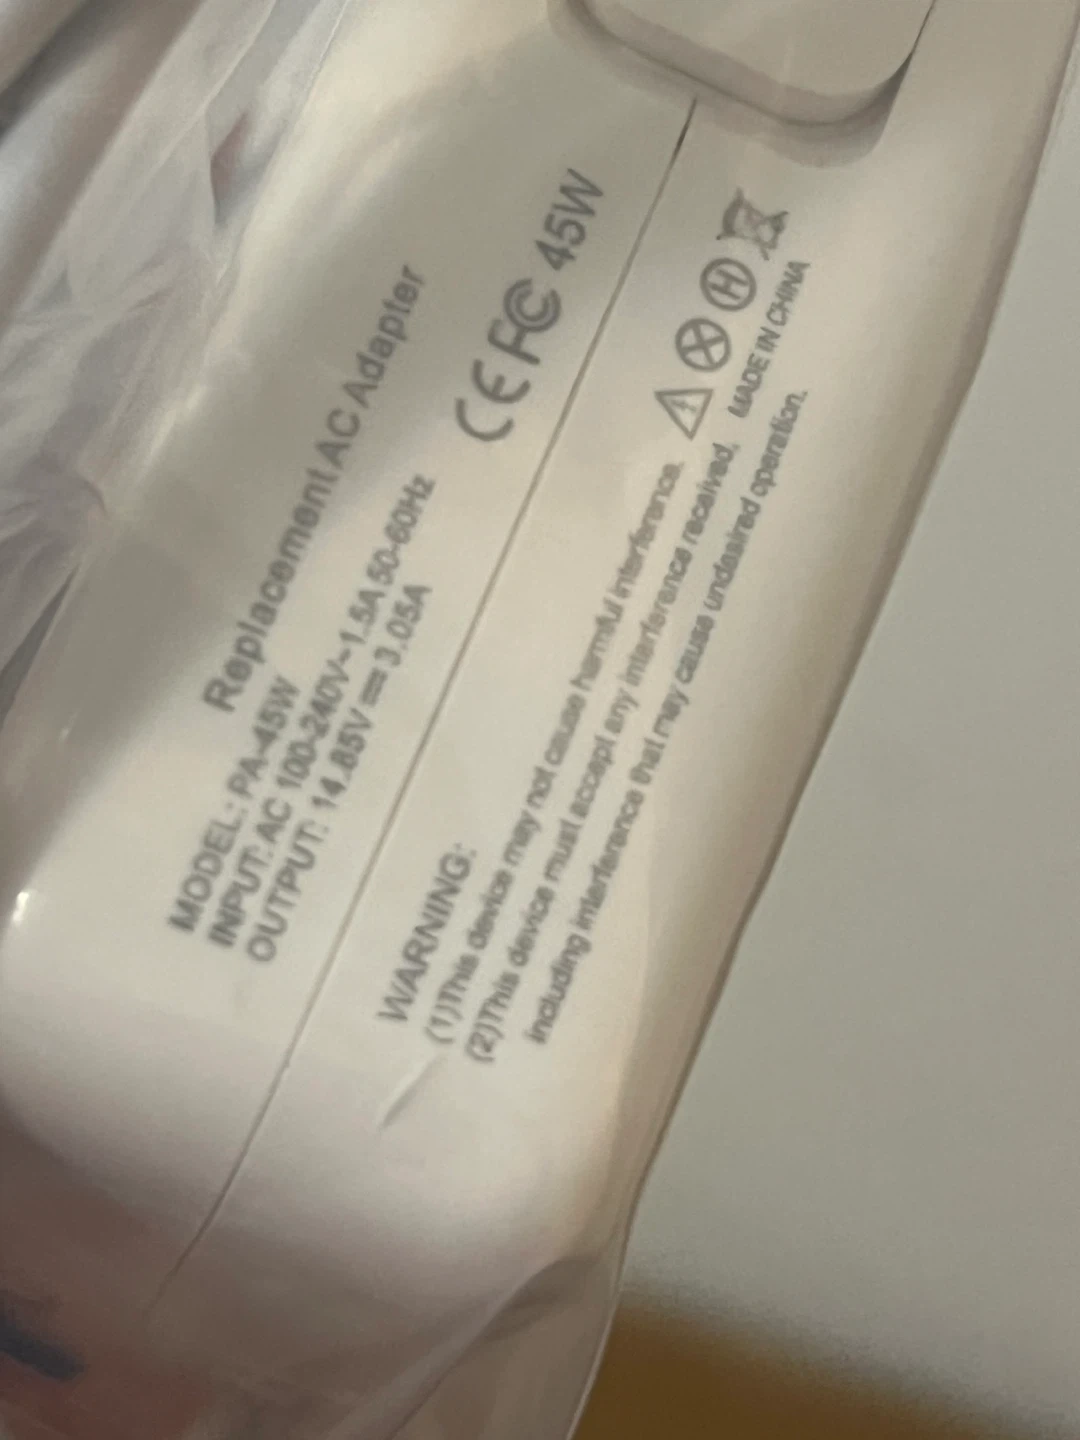 Replacement AC Adapter
MODEL: PA-45W
INPUT: AC 100-240V~1.5A 50-60Hz
OUTPUT: 14.85V⎓3.05A
CE FC 45W
WARNING:
(1)This device may not cause harmful interference.
(2)This device must accept any interference received,
including interference that may cause undesired operation.
MADE IN CHINA